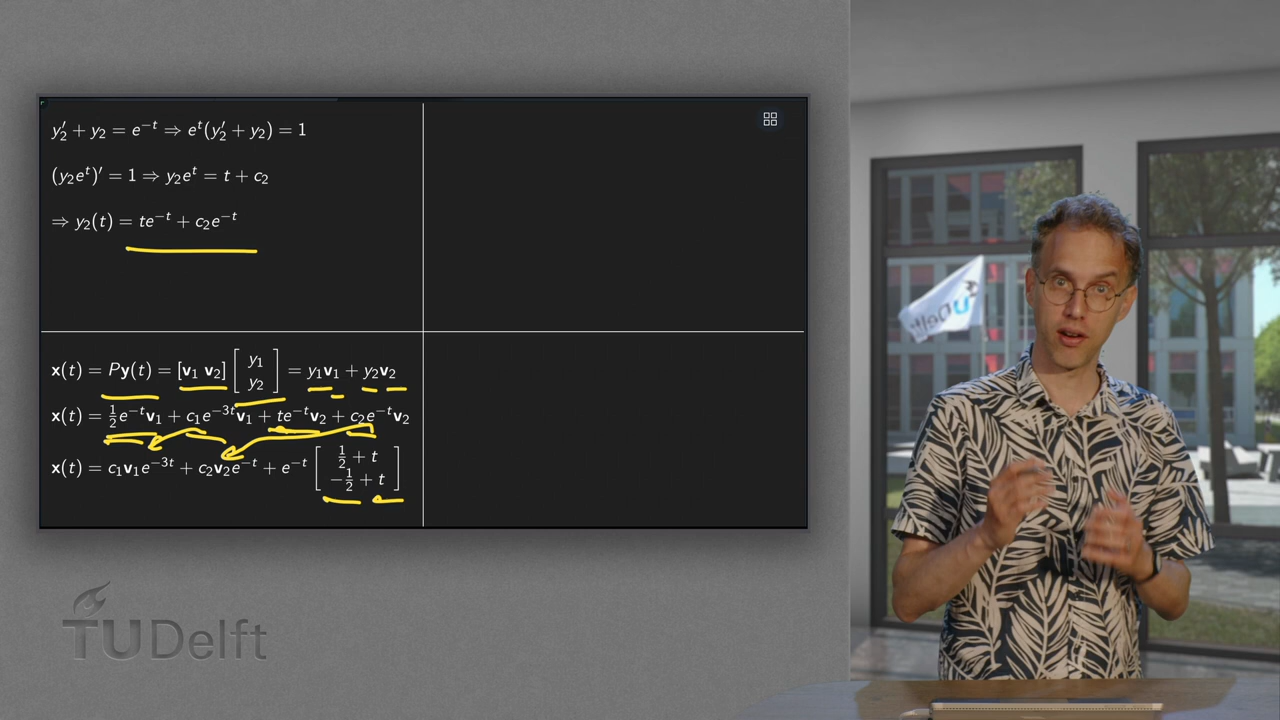 y₂′ + y₂ = e⁻ᵗ ⇒ eᵗ(y₂′ + y₂) = 1
(y₂eᵗ)′ = 1 ⇒ y₂eᵗ = t + c₂
⇒ y₂(t) = te⁻ᵗ + c₂e⁻ᵗ
x(t) = Py(t) = [v₁ v₂] [ y₁ ; y₂ ] = y₁v₁ + y₂v₂
x(t) = ½e⁻ᵗv₁ + c₁e⁻³ᵗv₁ + te⁻ᵗv₂ + c₂e⁻ᵗv₂
x(t) = c₁v₁e⁻³ᵗ + c₂v₂e⁻ᵗ + e⁻ᵗ [ ½ + t ; −½ + t ]
TU Delft
TU Delft